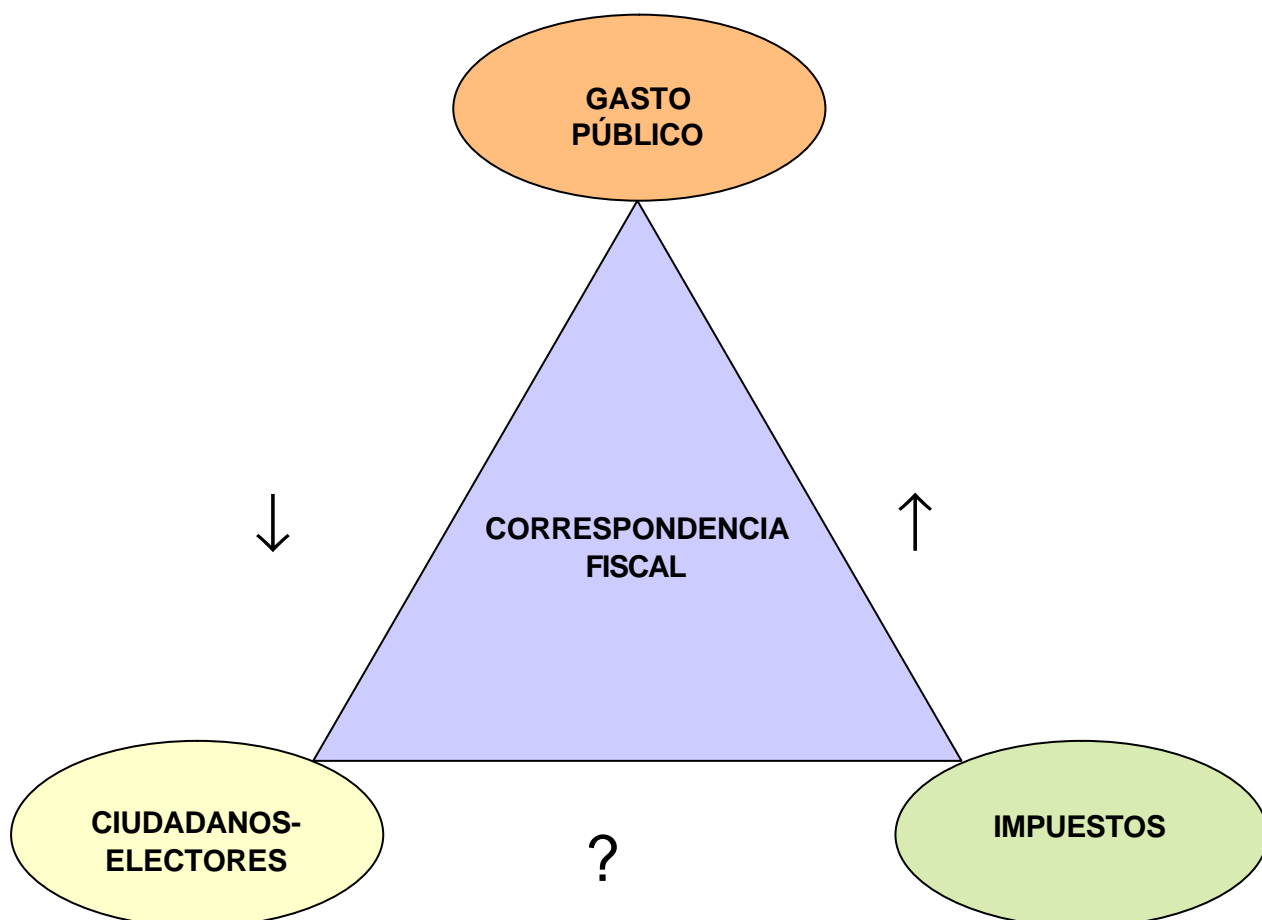 GASTO
PÚBLICO
↓
CORRESPONDENCIA
FISCAL
↑
CIUDADANOS-
ELECTORES
?
IMPUESTOS